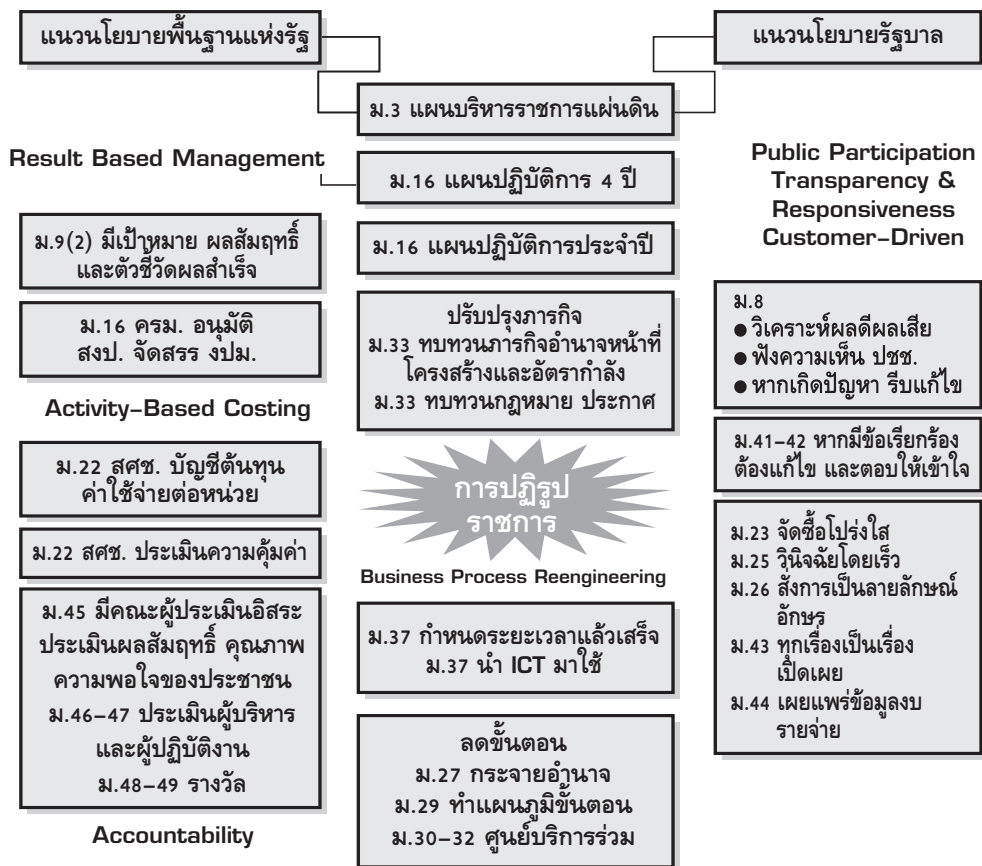 แนวนโยบายพื้นฐานแห่งรัฐ
แนวนโยบายรัฐบาล
ม.3 แผนบริหารราชการแผ่นดิน
Result Based Management
ม.16 แผนปฏิบัติการ 4 ปี
ม.9(2) มีเป้าหมาย ผลสัมฤทธิ์
และตัวชี้วัดผลสำเร็จ
ม.16 แผนปฏิบัติการประจำปี
ม.16 ครม. อนุมัติ
สงป. จัดสรร งปม.
ปรับปรุงภารกิจ
ม.33 ทบทวนภารกิจอำนาจหน้าที่
โครงสร้างและอัตรากำลัง
ม.33 ทบทวนกฎหมาย ประกาศ
Activity-Based Costing
ม.22 สศช. บัญชีต้นทุน
ค่าใช้จ่ายต่อหน่วย
ม.22 สศช. ประเมินความคุ้มค่า
การปฏิรูป
ราชการ
Business Process Reengineering
ม.45 มีคณะผู้ประเมินอิสระ
ประเมินผลสัมฤทธิ์ คุณภาพ
ความพอใจของประชาชน
ม.46-47 ประเมินผู้บริหาร
และผู้ปฏิบัติงาน
ม.48-49 รางวัล
Accountability
ม.37 กำหนดระยะเวลาแล้วเสร็จ
ม.37 นำ ICT มาใช้
ลดขั้นตอน
ม.27 กระจายอำนาจ
ม.29 ทำแผนภูมิขั้นตอน
ม.30-32 ศูนย์บริการร่วม
Public Participation
Transparency &
Responsiveness
Customer-Driven
ม.8
● วิเคราะห์ผลดีผลเสีย
● ฟังความเห็น ปชช.
● หากเกิดปัญหา รีบแก้ไข
ม.41-42 หากมีข้อเรียกร้อง
ต้องแก้ไข และตอบให้เข้าใจ
ม.23 จัดซื้อโปร่งใส
ม.25 วินิจฉัยโดยเร็ว
ม.26 สั่งการเป็นลายลักษณ์
อักษร
ม.43 ทุกเรื่องเป็นเรื่อง
เปิดเผย
ม.44 เผยแพร่ข้อมูลงบ
รายจ่าย